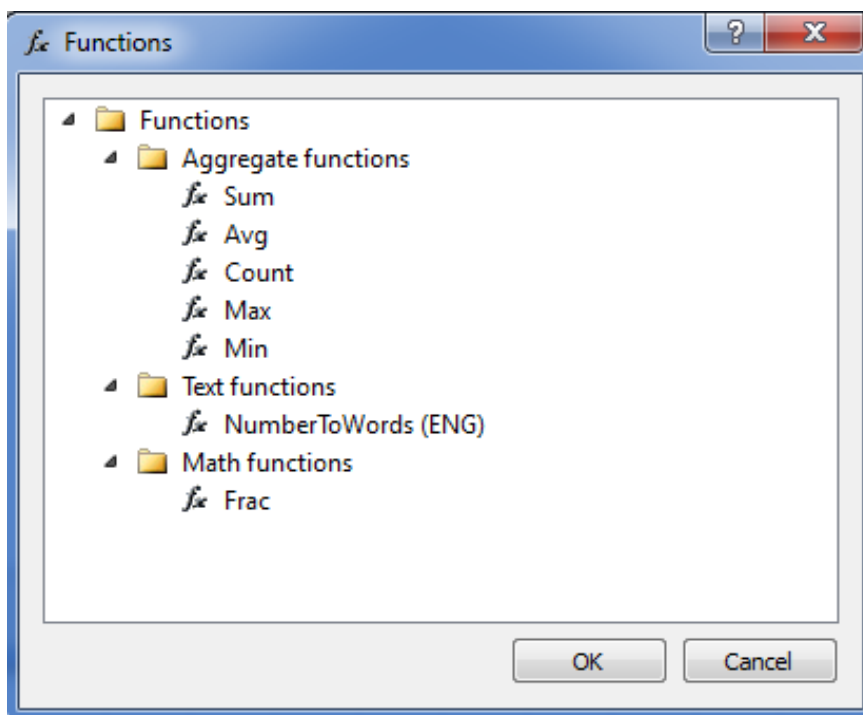 Functions
Functions
Aggregate functions
Sum
Avg
Count
Max
Min
Text functions
NumberToWords (ENG)
Math functions
Frac
OK Cancel